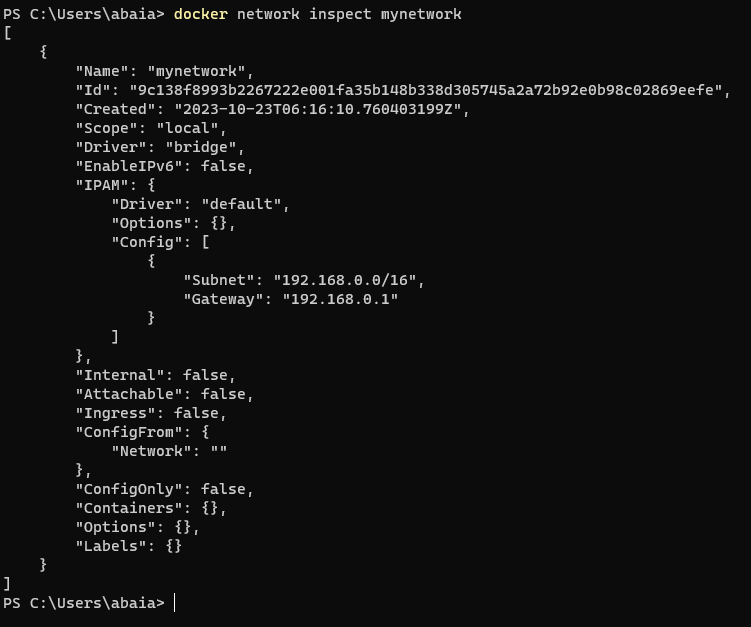 PS C:\Users\abaia> docker network inspect mynetwork
[
    {
        "Name": "mynetwork",
        "Id": "9c138f8993b2267222e001fa35b148b338d305745a2a72b92e0b98c02869eefe",
        "Created": "2023-10-23T06:16:10.760403199Z",
        "Scope": "local",
        "Driver": "bridge",
        "EnableIPv6": false,
        "IPAM": {
            "Driver": "default",
            "Options": {},
            "Config": [
                {
                    "Subnet": "192.168.0.0/16",
                    "Gateway": "192.168.0.1"
                }
            ]
        },
        "Internal": false,
        "Attachable": false,
        "Ingress": false,
        "ConfigFrom": {
            "Network": ""
        },
        "ConfigOnly": false,
        "Containers": {},
        "Options": {},
        "Labels": {}
    }
]
PS C:\Users\abaia>